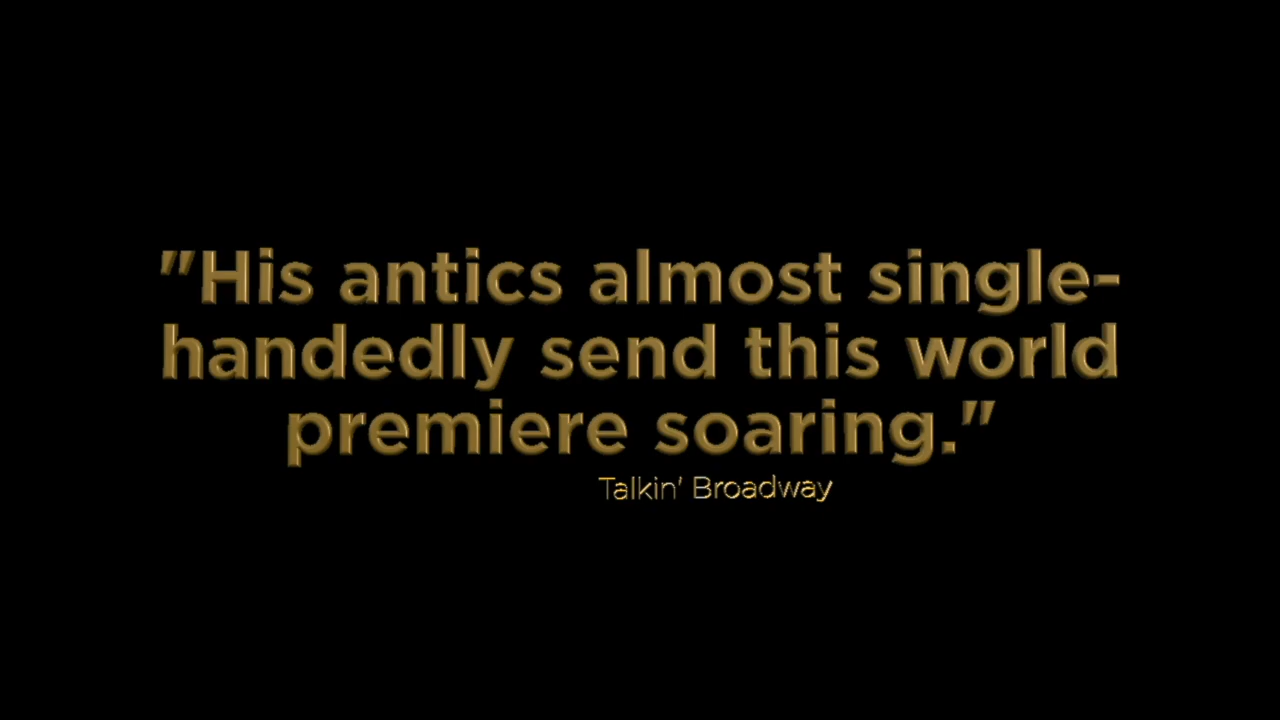 "His antics almost single-
handedly send this world
premiere soaring."
Talkin' Broadway